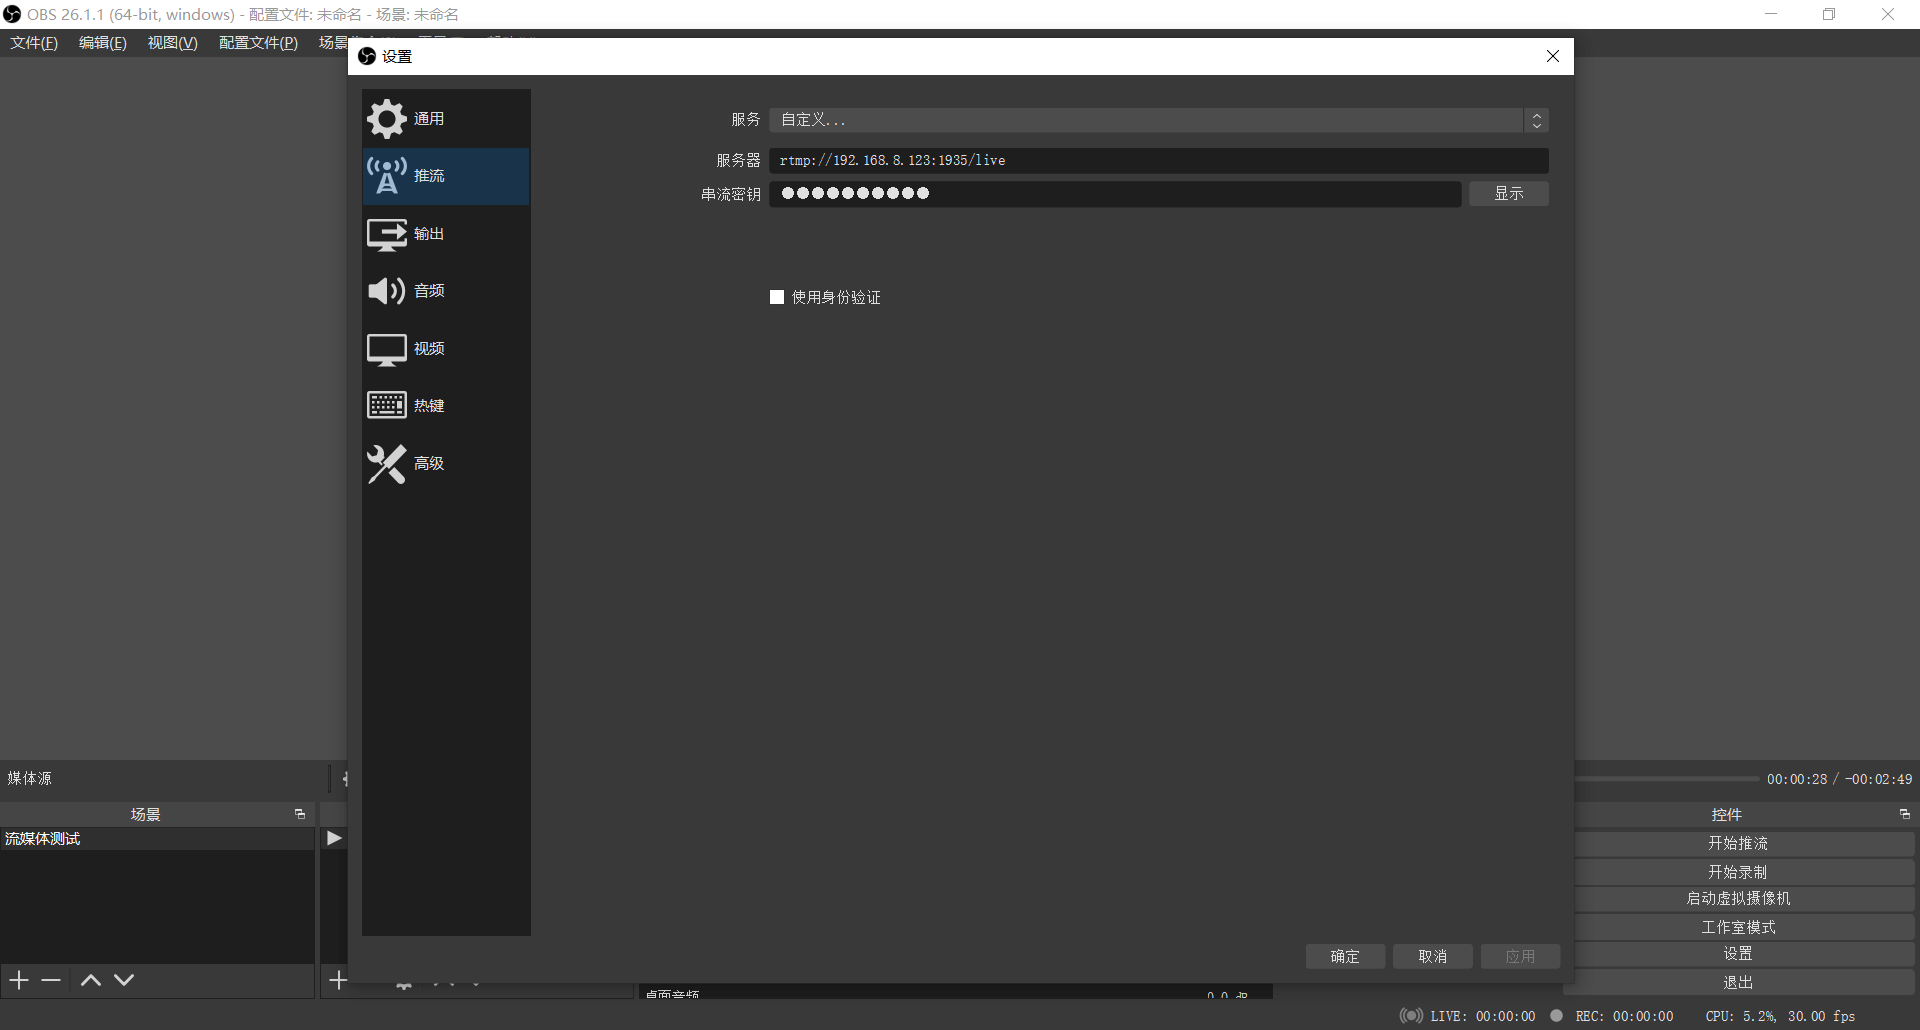 OBS 26.1.1 (64-bit, windows) - 配置文件: 未命名 - 场景: 未命名
文件(F) 编辑(E) 视图(V) 配置文件(P) 场景
设置
通用
推流
输出
音频
视频
热键
高级
服务 自定义...
服务器 rtmp://192.168.8.123:1935/live
串流密钥 ●●●●●●●●●● 显示
使用身份验证
确定 取消 应用
媒体源
00:00:28 / -00:02:49
场景
流媒体测试
控件
开始推流
开始录制
启动虚拟摄像机
工作室模式
设置
退出
桌面音频 0.0 dB
LIVE: 00:00:00 REC: 00:00:00 CPU: 5.2%, 30.00 fps